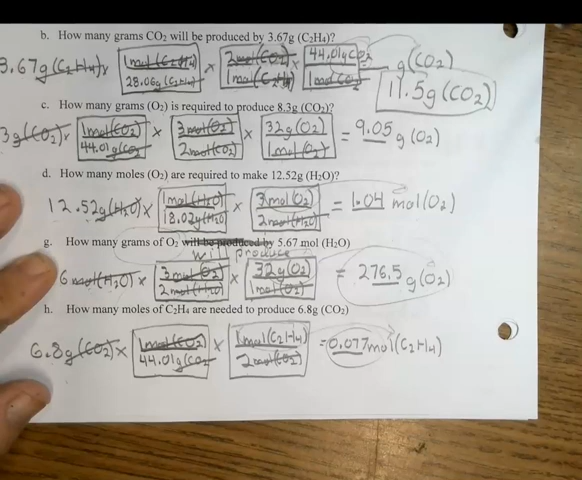 b. How many grams CO2 will be produced by 3.67g (C2H4)?
3.67g(C2H4)x 1mol(C2H4) 28.06g(C2H4) x 2mol(CO2) 1mol(C2H4) x 44.01g CO2 1mol CO2 = g(CO2)
11.5g(CO2)
c. How many grams (O2) is required to produce 8.3g (CO2)?
3g(CO2)x 1mol(CO2) 44.01g(CO2 x 3mol(O2) 2mol(CO2) x 32g(O2) 1mol(O2) = 9.05 g(O2)
d. How many moles (O2) are required to make 12.52g (H2O)?
12.52g(H2O)x 1mol(H2O) 18.02g(H2O x 3mol(O2) 2mol(H2O) = 1.04 mol(O2)
g. How many grams of O2 will be produced by 5.67 mol (H2O)
will produce
6mol(H2O)x 3mol O2 2mol(H2O) x 32g(O2) 1mol(O2) = 276.5 g(O2)
h. How many moles of C2H4 are needed to produce 6.8g (CO2)
6.8g(CO2)x 1mol(CO2) 44.01g(CO2 x 1mol(C2H4) 2mol(CO2) = 0.077mol(C2H4)